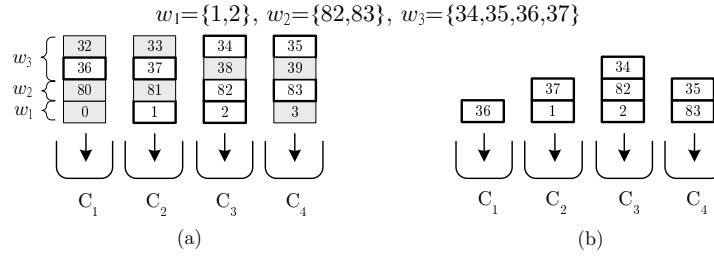 w1={1,2}, w2={82,83}, w3={34,35,36,37}
32 33 34 35
w3
36 37 38 39 34
w2 80 81 82 83 37 82 35
w1 0 1 2 3 36 1 2 83
C1 C2 C3 C4 C1 C2 C3 C4
(a) (b)